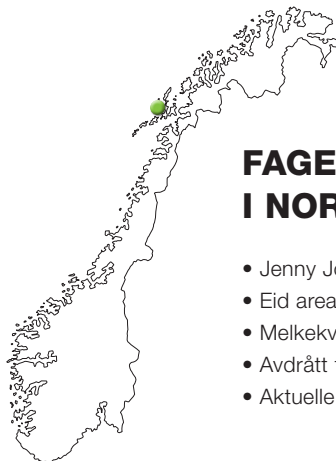 FAGE
I NOR
• Jenny Jo
• Eid area
• Melkekv
• Avdrått
• Aktuelle